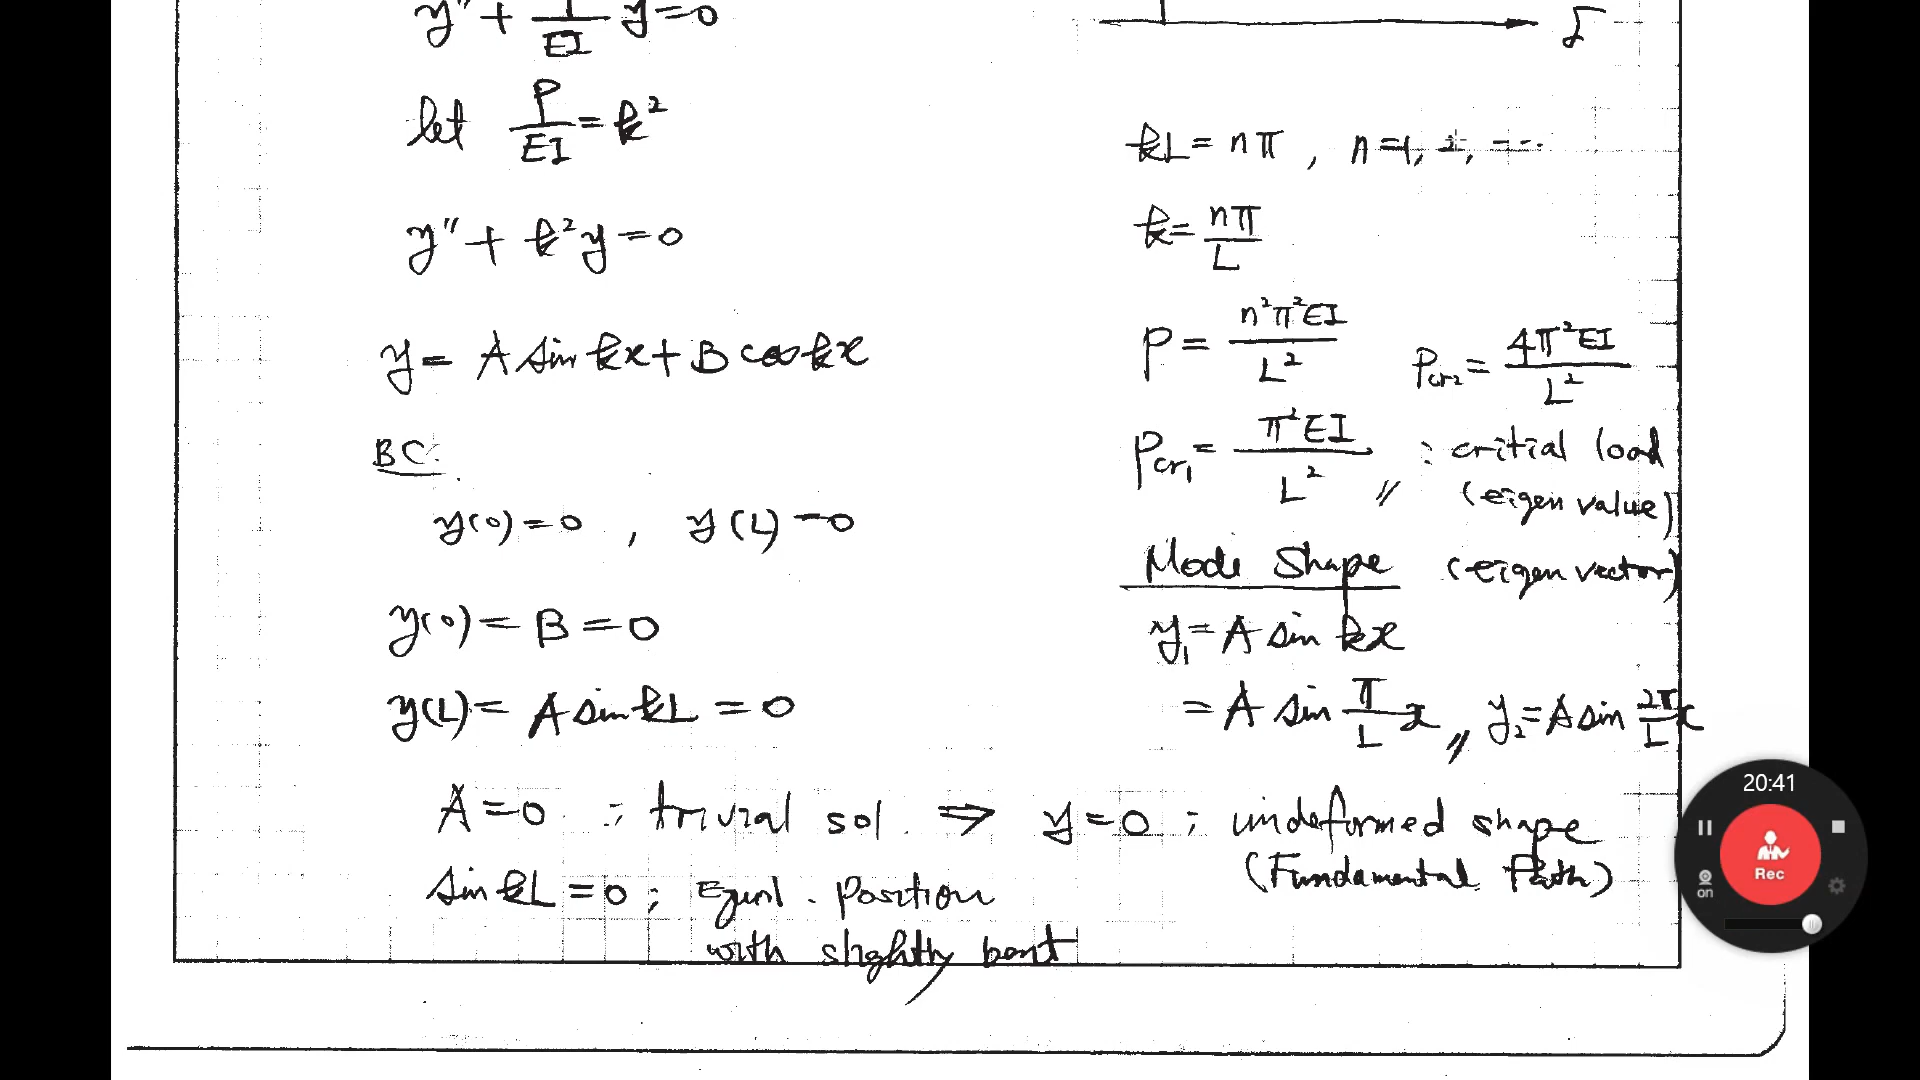 y" + P/EI y = 0
let P/EI = k²
y" + k²y = 0
y = A sin kx + B cos kx
BC.
y(0) = 0 , y(L) = 0
y(0) = B = 0
y(L) = A sin kL = 0
A = 0 : trivial sol. ⇒ y = 0 ; undeformed shape
(Fundamental Path)
sin kL = 0 ; Equil. position
with slightly bent
δ
kL = nπ , n = 1, 2, ---
k = nπ/L
P = n²π²EI/L²  Pcr₂ = 4π²EI/L²
Pcr₁ = π²EI/L² // : critial load
(eigen value)
Mode Shape (eigen vector)
y₁ = A sin kx
= A sin π/L x // y₂ = A sin 2π/L x
20:41
Rec
on